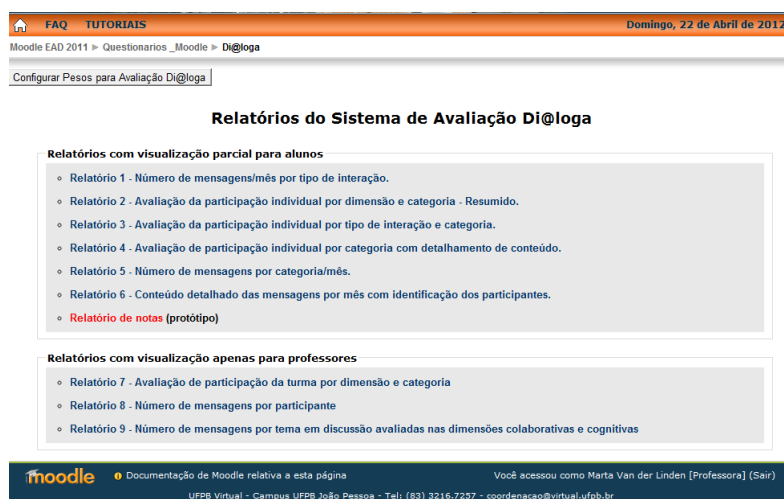 FAQ TUTORIAIS Domingo, 22 de Abril de 2012
Moodle EAD 2011 ► Questionarios _Moodle ► Di@loga
Configurar Pesos para Avaliação Di@loga
Relatórios do Sistema de Avaliação Di@loga
Relatórios com visualização parcial para alunos
Relatório 1 - Número de mensagens/mês por tipo de interação.
Relatório 2 - Avaliação da participação individual por dimensão e categoria - Resumido.
Relatório 3 - Avaliação da participação individual por tipo de interação e categoria.
Relatório 4 - Avaliação de participação individual por categoria com detalhamento de conteúdo.
Relatório 5 - Número de mensagens por categoria/mês.
Relatório 6 - Conteúdo detalhado das mensagens por mês com identificação dos participantes.
Relatório de notas (protótipo)
Relatórios com visualização apenas para professores
Relatório 7 - Avaliação de participação da turma por dimensão e categoria
Relatório 8 - Número de mensagens por participante
Relatório 9 - Número de mensagens por tema em discussão avaliadas nas dimensões colaborativas e cognitivas
moodle Documentação de Moodle relativa a esta página Você acessou como Marta Van der Linden [Professora] (Sair)
UFPB Virtual - Campus UFPB João Pessoa - Tel: (83) 3216.7257 - coordenacao@virtual.ufpb.br